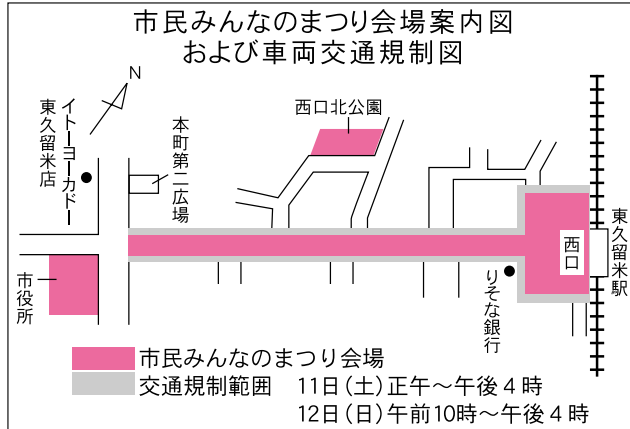 市民みんなのまつり会場案内図
および車両交通規制図
N
イトーヨーカドー
東久留米店
本町第二広場
西口北公園
東久留米駅
西口
りそな銀行
市役所
市民みんなのまつり会場
交通規制範囲 11日(土)正午～午後4時
12日(日)午前10時～午後4時